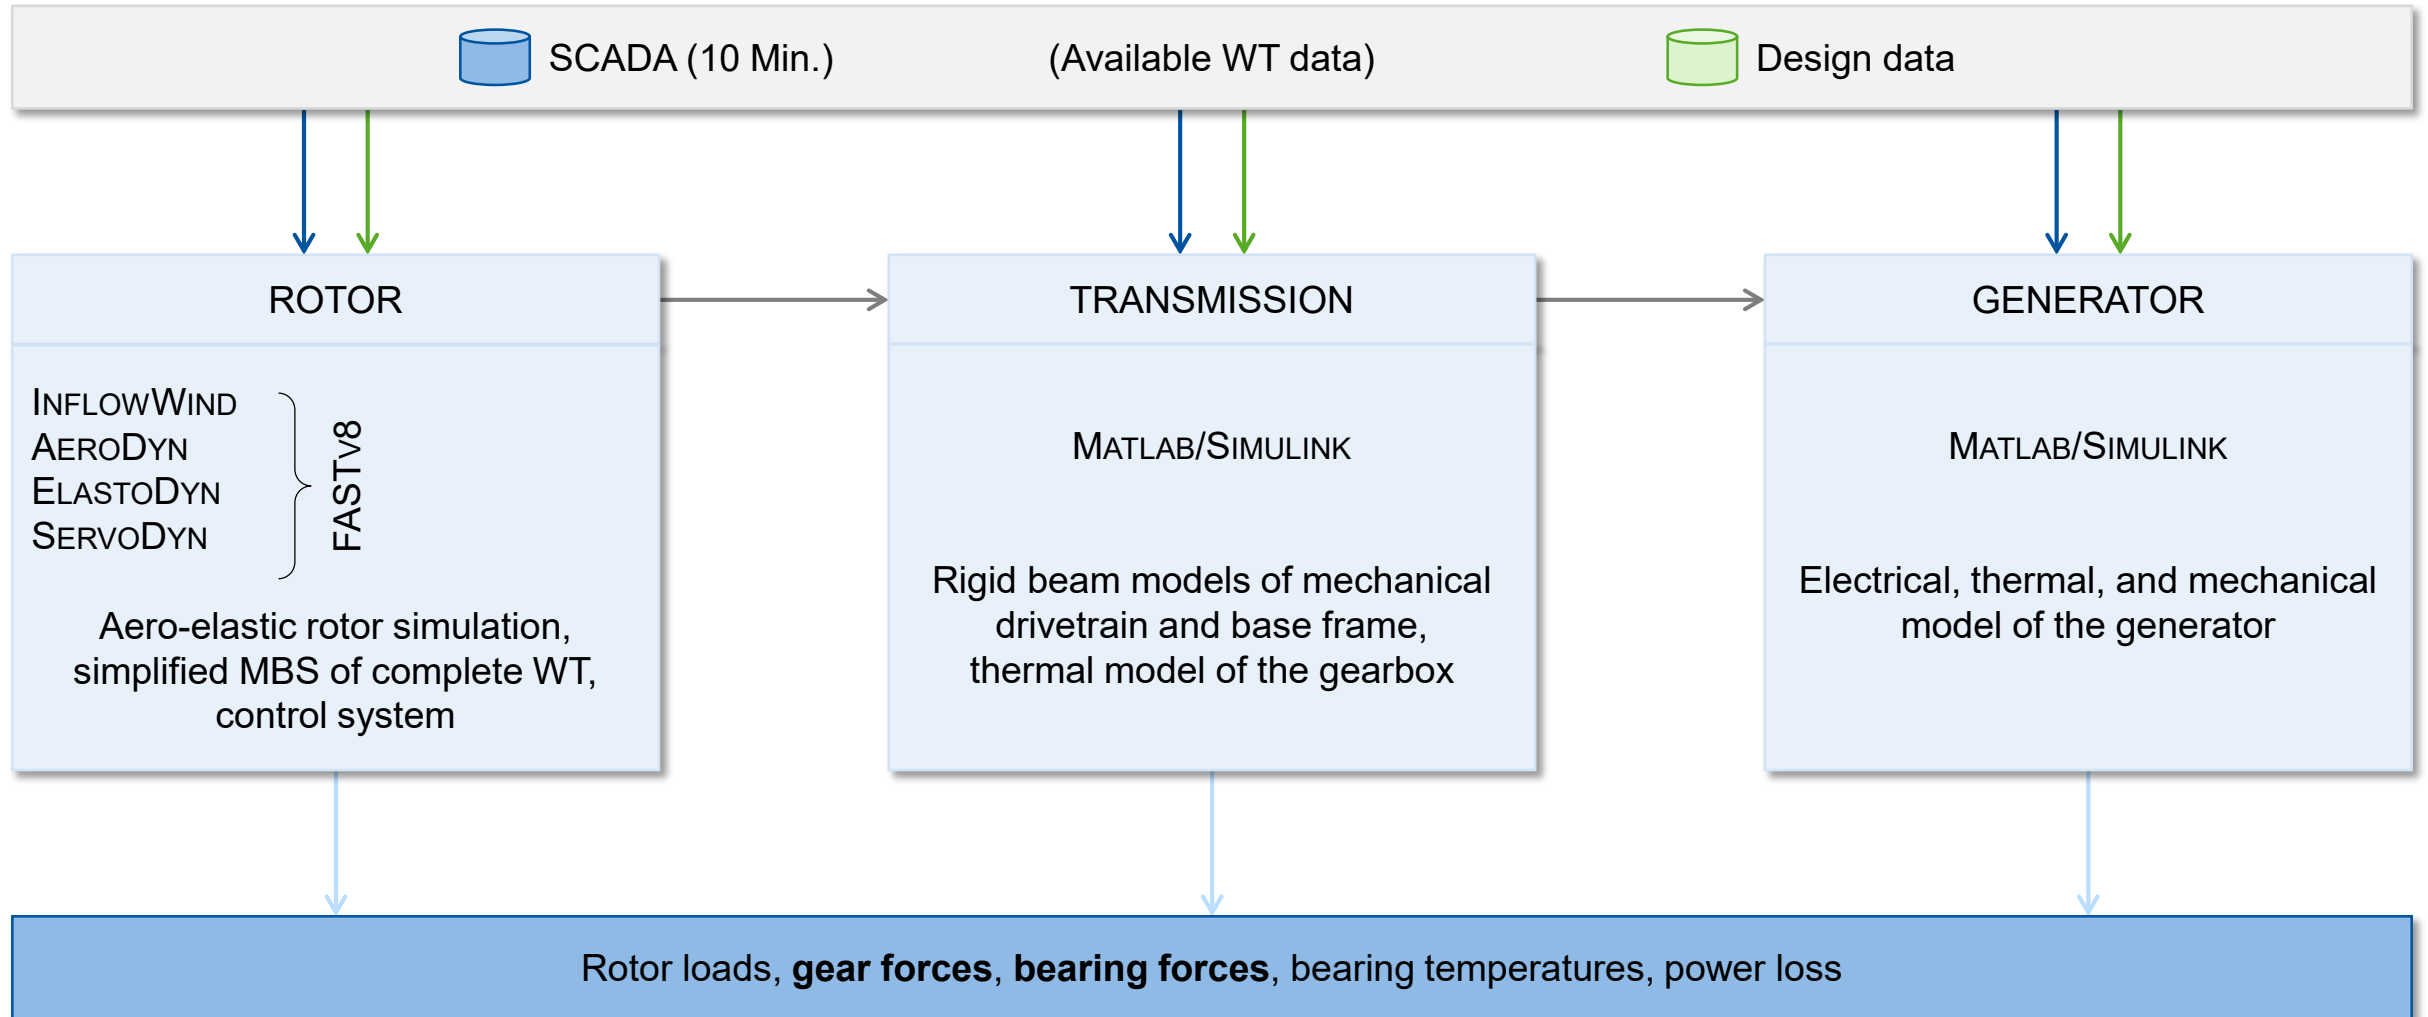 SCADA (10 Min.)
(Available WT data)
Design data
ROTOR
INFLOWWIND
AERODYN
ELASTODYN
SERVODYN
FASTV8
Aero-elastic rotor simulation,
simplified MBS of complete WT,
control system
TRANSMISSION
MATLAB/SIMULINK
Rigid beam models of mechanical
drivetrain and base frame,
thermal model of the gearbox
GENERATOR
MATLAB/SIMULINK
Electrical, thermal, and mechanical
model of the generator
Rotor loads, gear forces, bearing forces, bearing temperatures, power loss